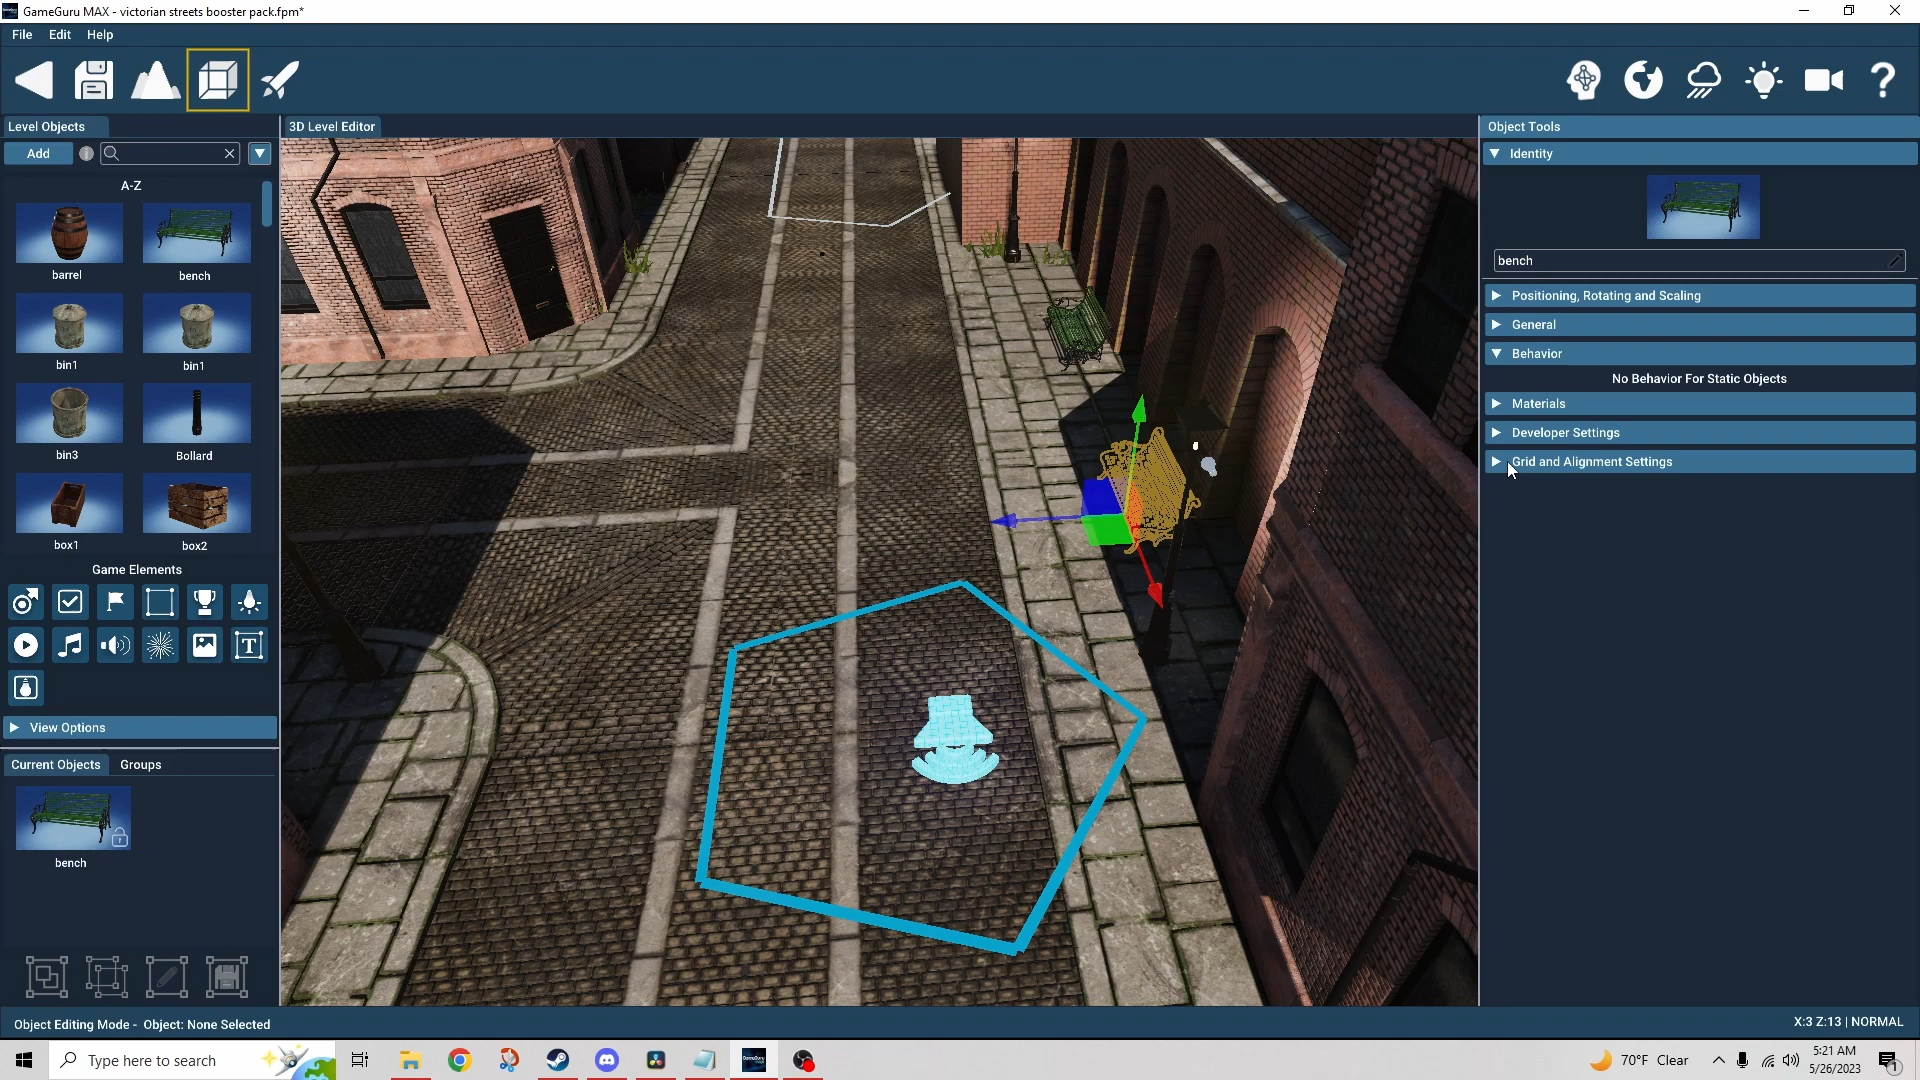 GameGuru MAX - victorian streets booster pack.fpm*
File Edit Help
Level Objects
Add
A-Z
barrel bench
bin1 bin1
bin3 Bollard
box1 box2
Game Elements
View Options
Current Objects Groups
bench
3D Level Editor
Object Tools
Identity
bench
Positioning, Rotating and Scaling
General
Behavior
No Behavior For Static Objects
Materials
Developer Settings
Grid and Alignment Settings
Object Editing Mode - Object: None Selected
X:3 Z:13 | NORMAL
Type here to search
70°F Clear
5:21 AM
5/26/2023
1